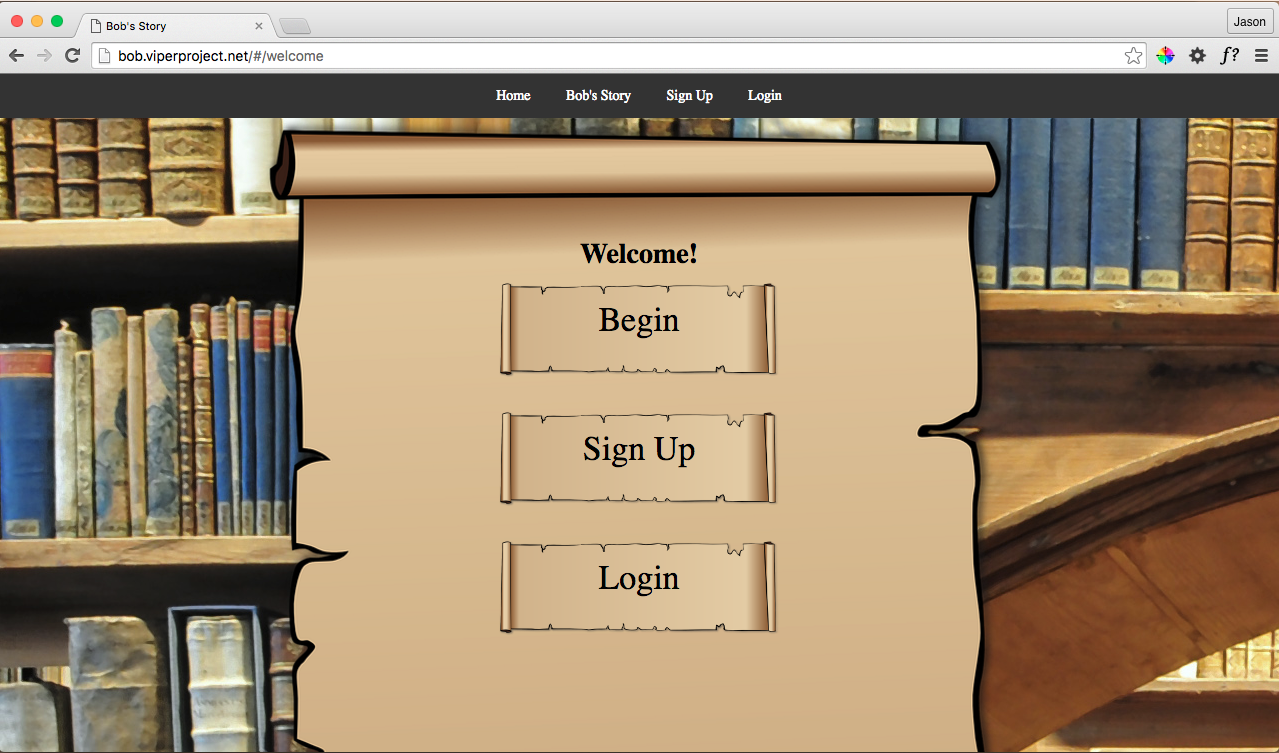 Bob's Story
Jason
bob.viperproject.net/#/welcome
f?
Home Bob's Story Sign Up Login
Welcome!
Begin
Sign Up
Login